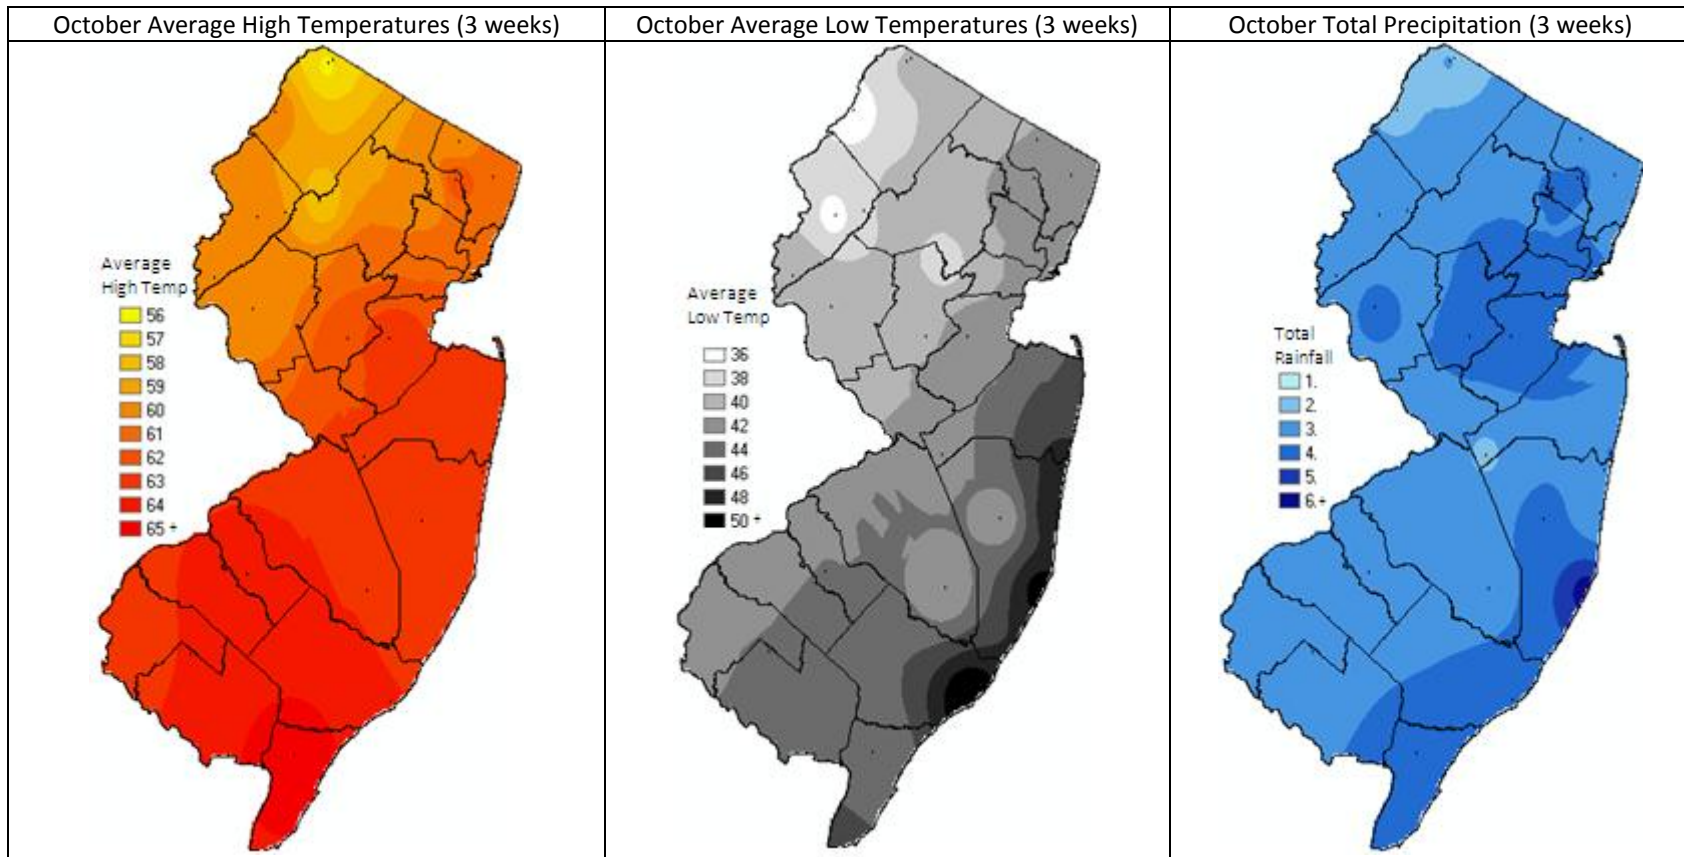 October Average High Temperatures (3 weeks)
October Average Low Temperatures (3 weeks)
October Total Precipitation (3 weeks)
Average
High Temp
56
57
58
59
60
61
62
63
64
65 +
Average
Low Temp
36
38
40
42
44
46
48
50 +
Total
Rainfall
1.
2.
3.
4.
5.
6.+